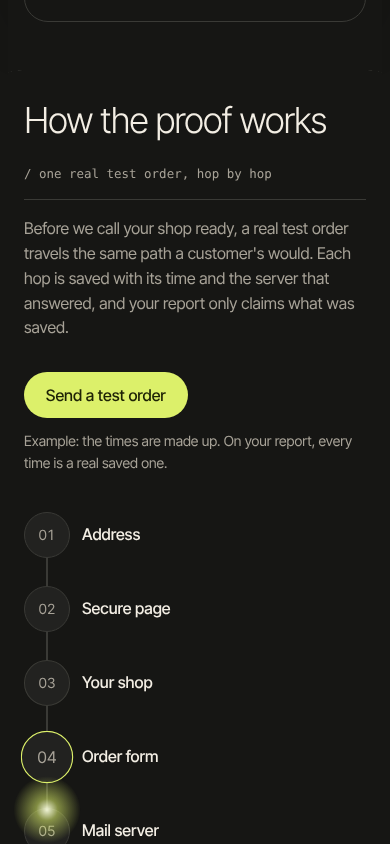 How the proof works
/ one real test order, hop by hop
Before we call your shop ready, a real test order
travels the same path a customer's would. Each
hop is saved with its time and the server that
answered, and your report only claims what was
saved.
Send a test order
Example: the times are made up. On your report, every
time is a real saved one.
01 Address
02 Secure page
03 Your shop
04 Order form
05 Mail server